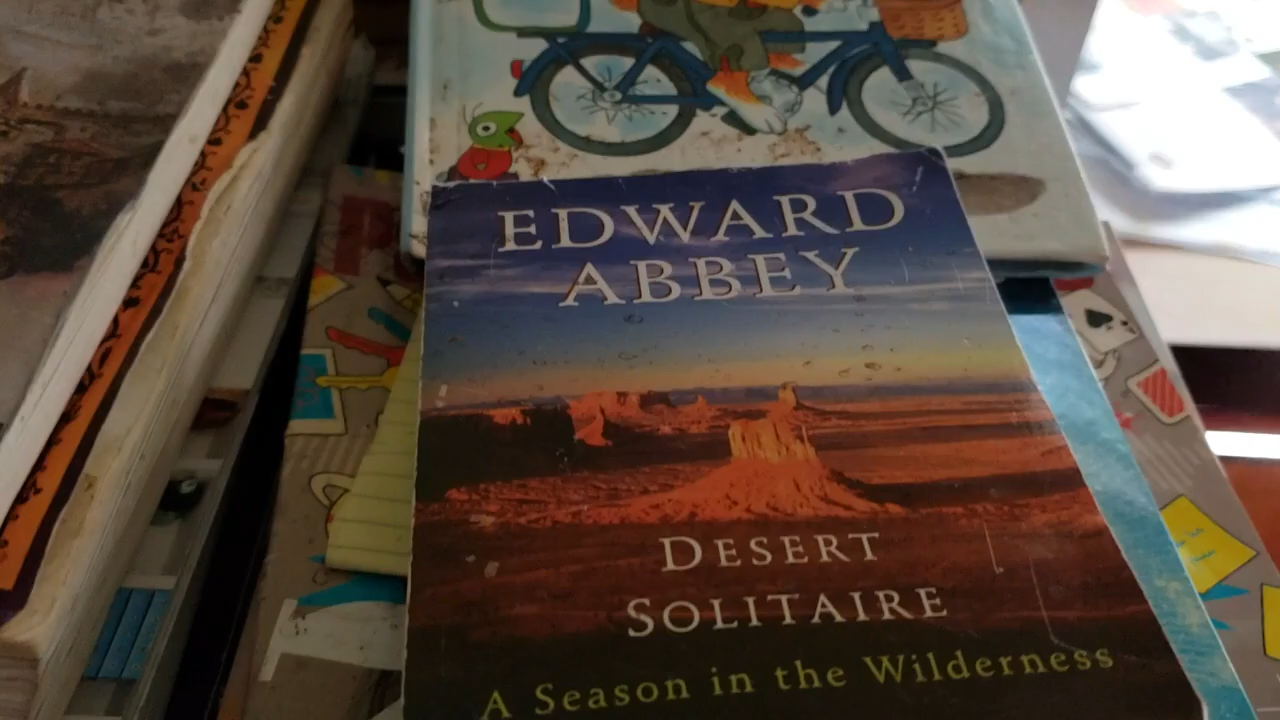 EDWARD
ABBEY
DESERT
SOLITAIRE
A Season in the Wilderness